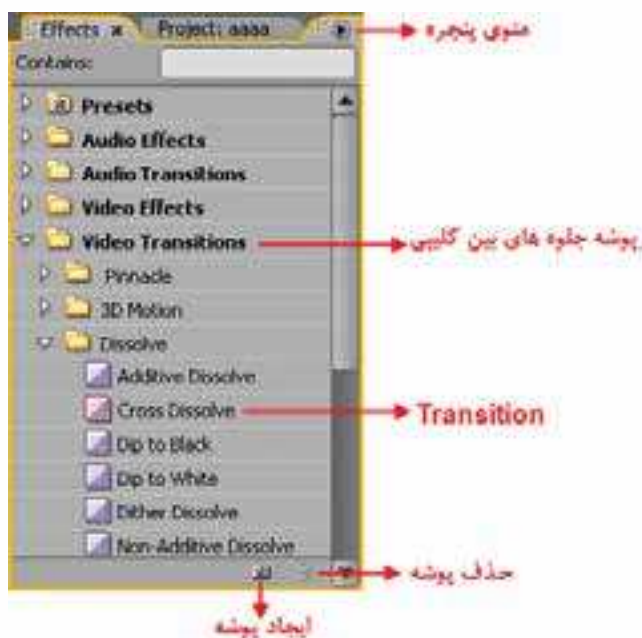 Effects x Project: aaaa
منوی پنجره
Contains:
Presets
Audio Effects
Audio Transitions
Video Effects
Video Transitions
پوشه جلوه های بین کلیپی
Pinnacle
3D Motion
Dissolve
Additive Dissolve
Cross Dissolve
Transition
Dip to Black
Dip to White
Dither Dissolve
Non-Additive Dissolve
حذف پوشه
ایجاد پوشه